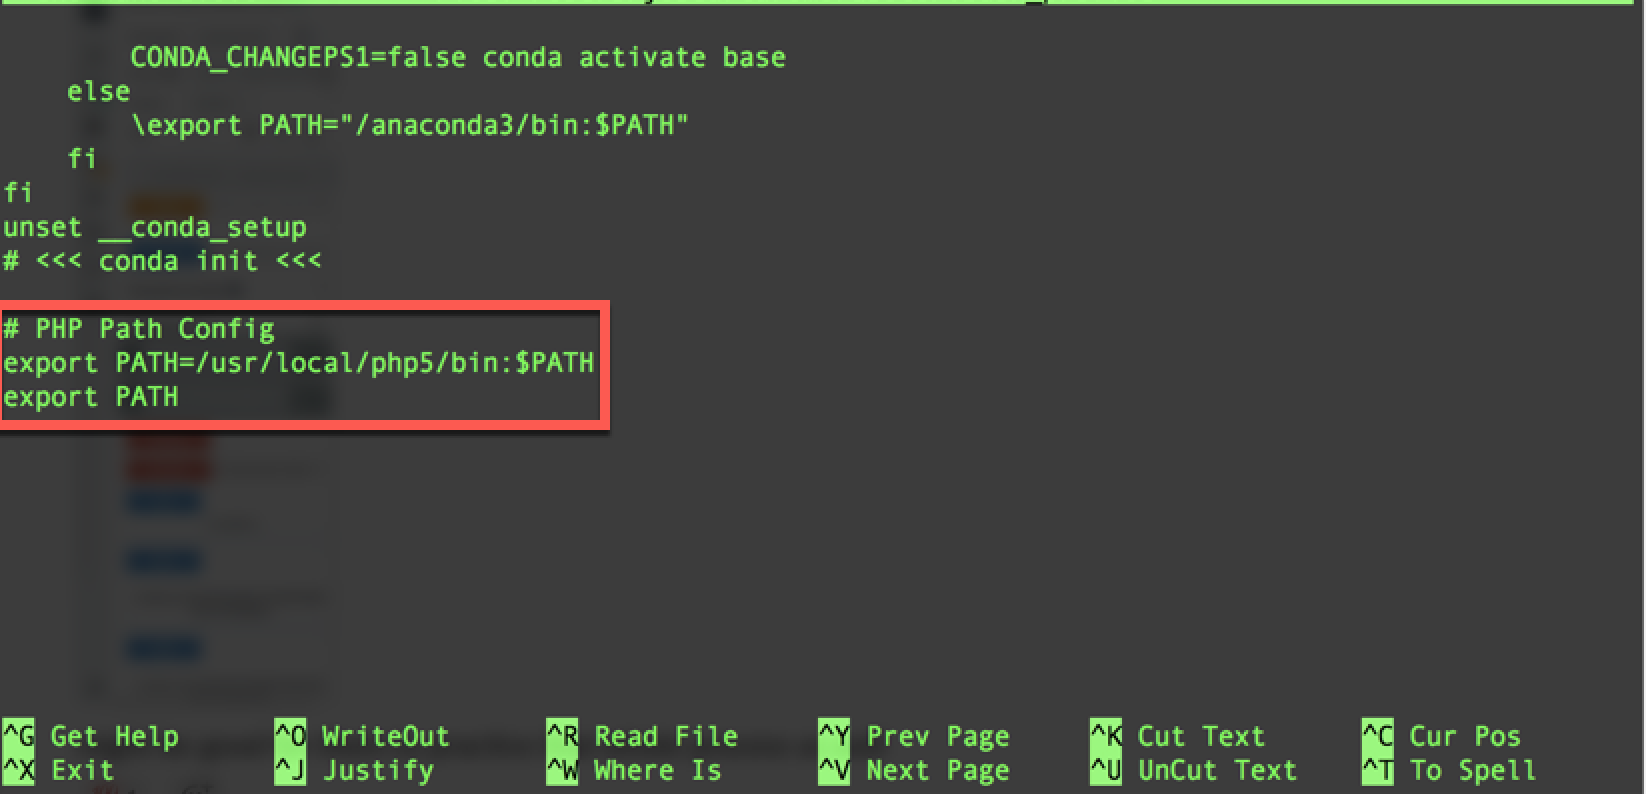 CONDA_CHANGEPS1=false conda activate base
else
\export PATH="/anaconda3/bin:$PATH"
fi
fi
unset __conda_setup
# <<< conda init <<<
# PHP Path Config
export PATH=/usr/local/php5/bin:$PATH
export PATH
^G Get Help ^O WriteOut ^R Read File ^Y Prev Page ^K Cut Text ^C Cur Pos
^X Exit ^J Justify ^W Where Is ^V Next Page ^U UnCut Text ^T To Spell